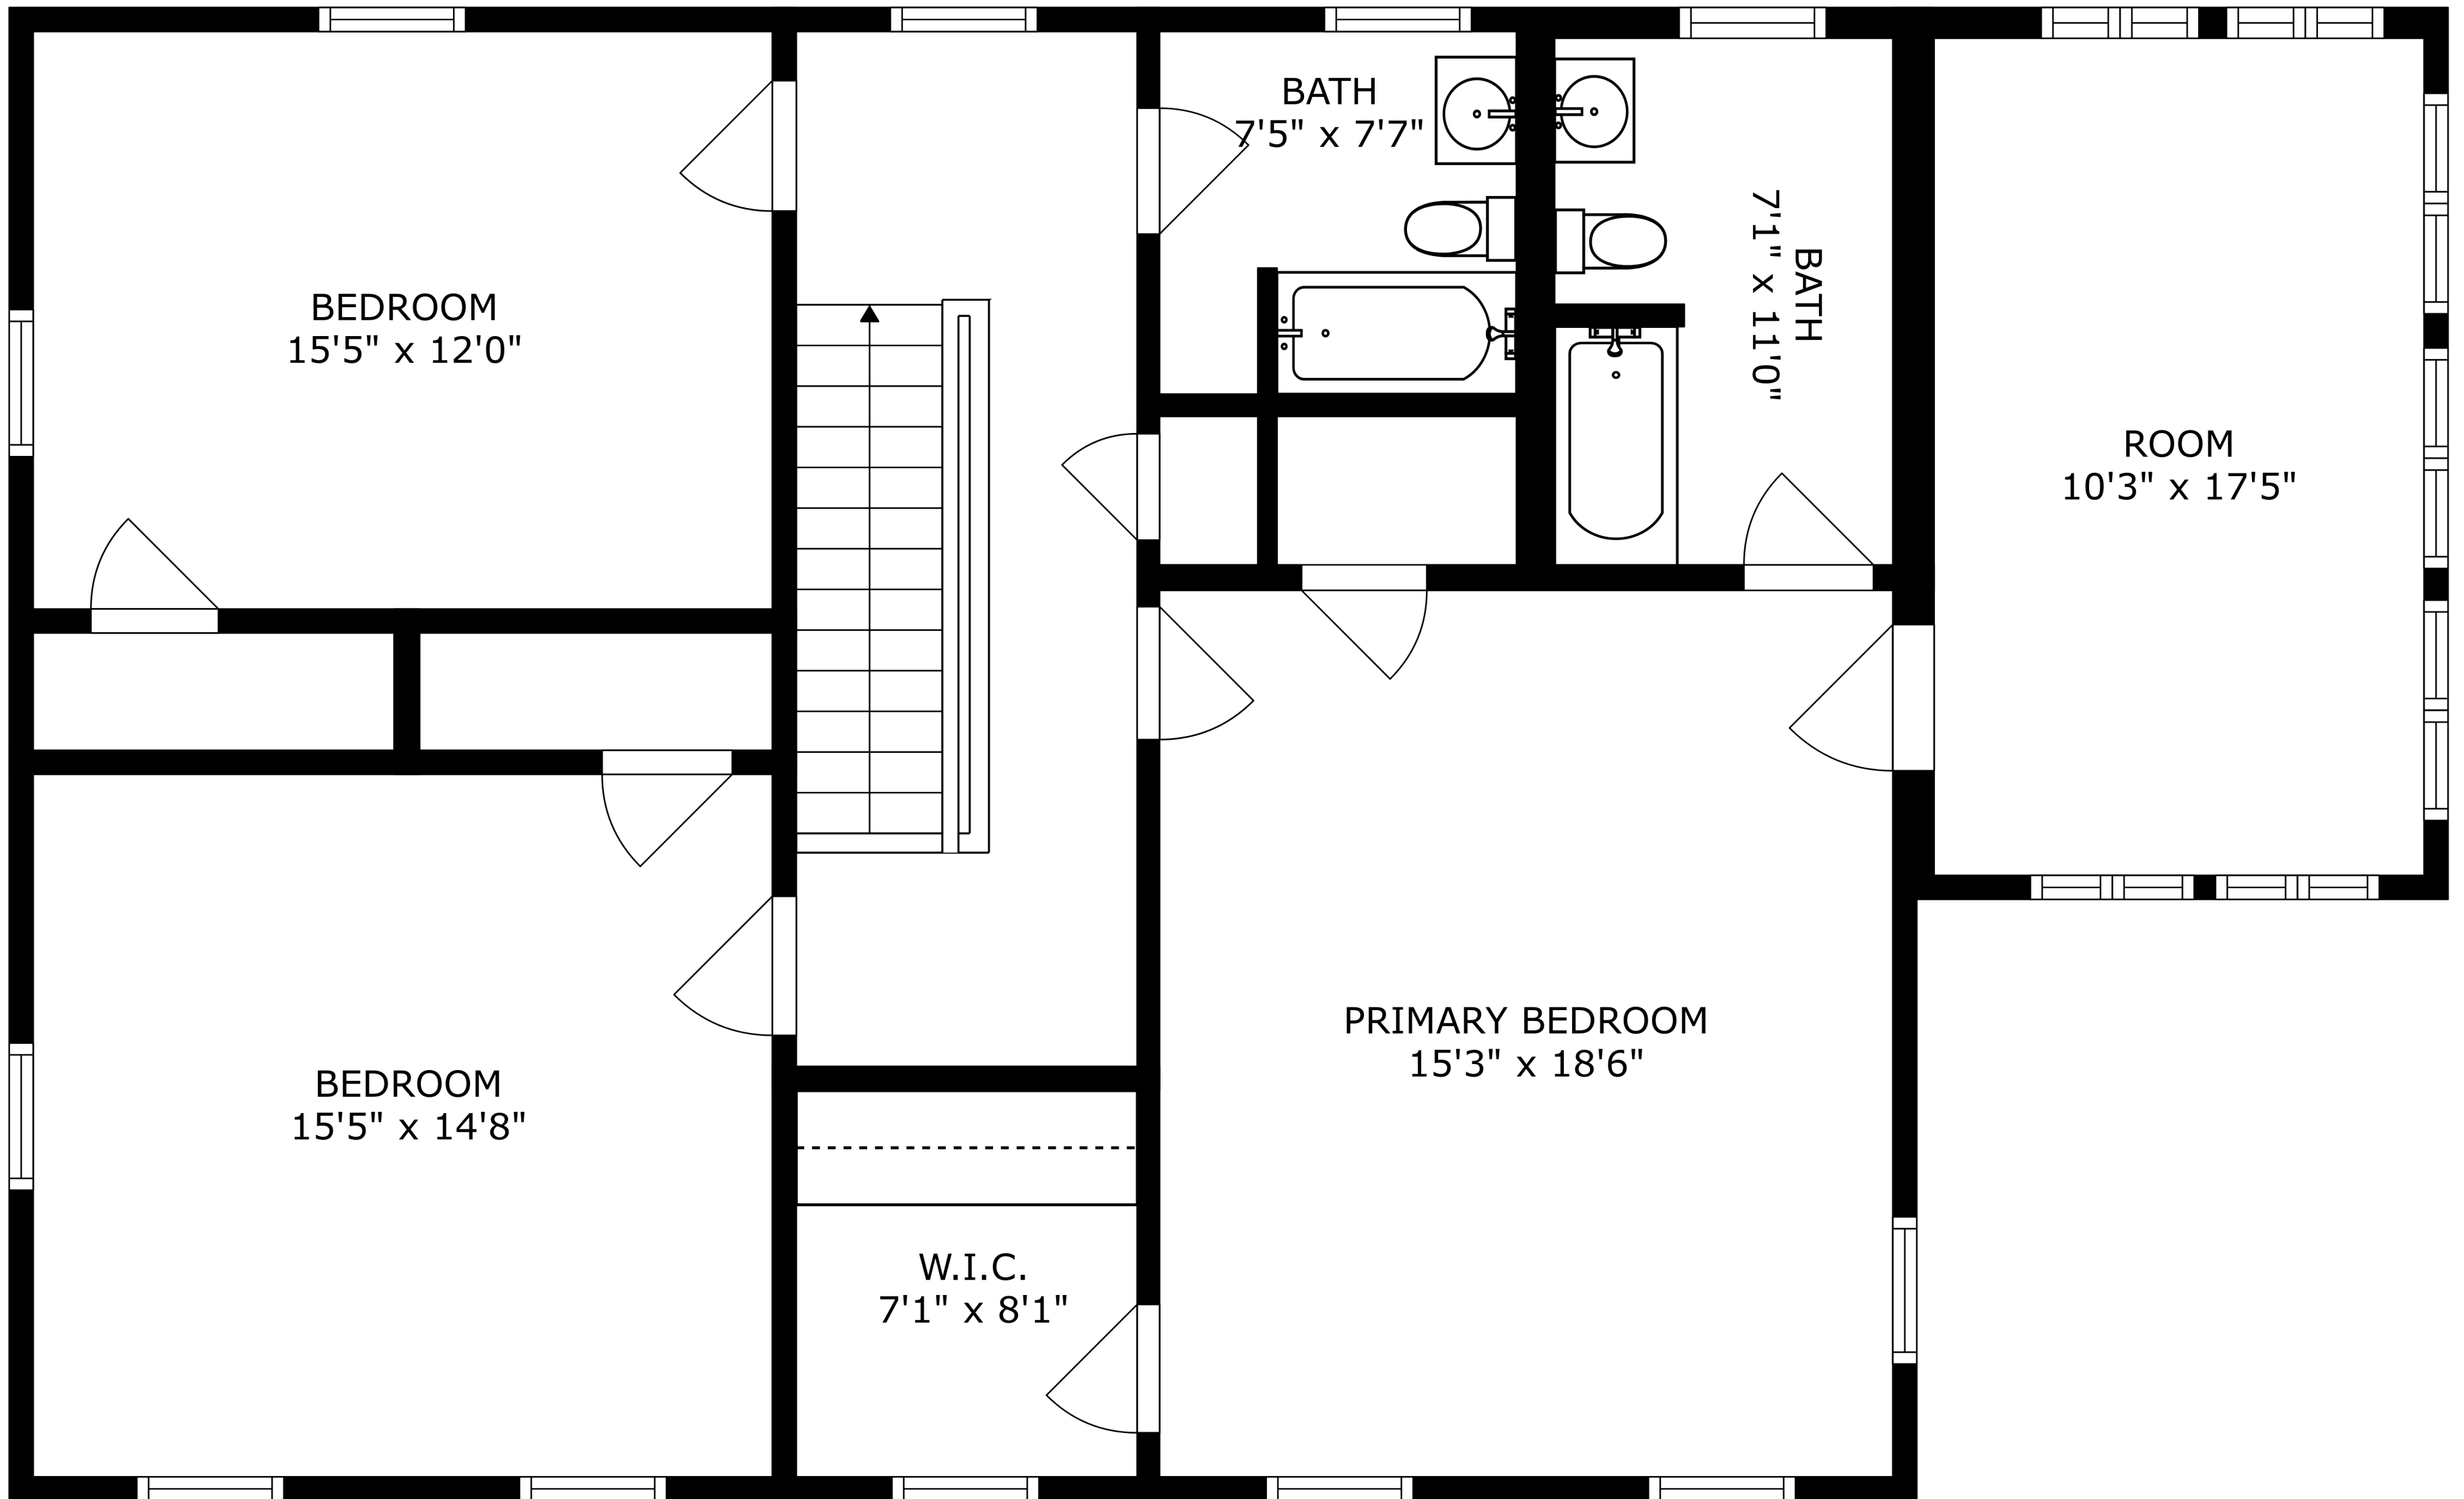 BATH
7'5" x 7'7"
BATH
7'1" x 11'0"
BEDROOM
15'5" x 12'0"
ROOM
10'3" x 17'5"
PRIMARY BEDROOM
15'3" x 18'6"
BEDROOM
15'5" x 14'8"
W.I.C.
7'1" x 8'1"